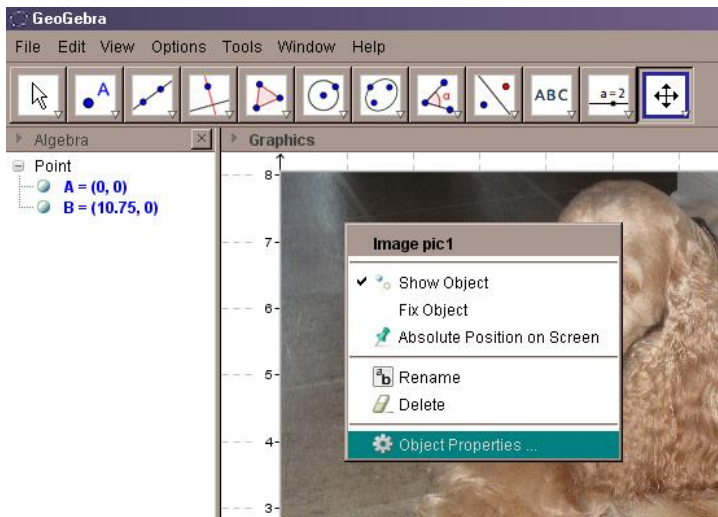 GeoGebra
File Edit View Options Tools Window Help
A α ABC a=2
Algebra Graphics
Point
A = (0, 0)
B = (10.75, 0)
8
7
6
5
4
3
Image pic1
Show Object
Fix Object
Absolute Position on Screen
ab Rename
Delete
Object Properties ...